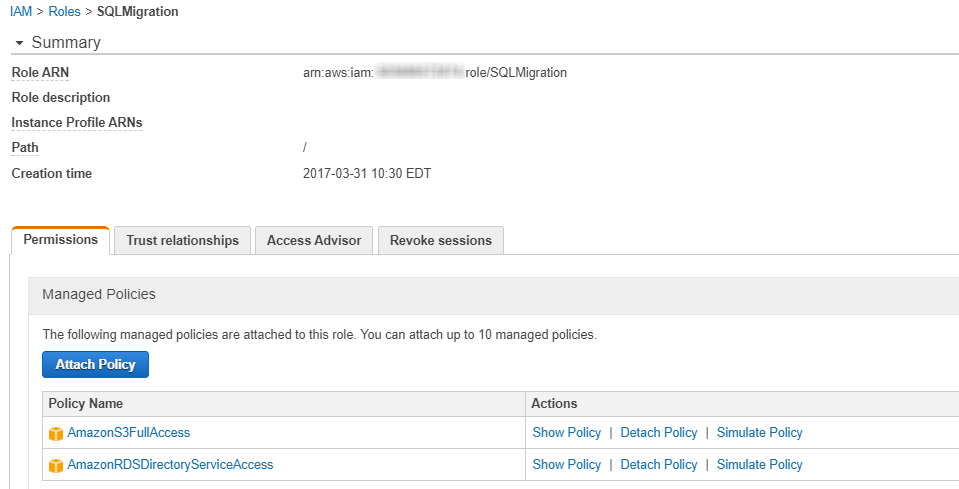 IAM > Roles > SQLMigration
Summary
Role ARN arn:aws:iam: role/SQLMigration
Role description
Instance Profile ARNs
Path /
Creation time 2017-03-31 10:30 EDT
Permissions Trust relationships Access Advisor Revoke sessions
Managed Policies
The following managed policies are attached to this role. You can attach up to 10 managed policies.
Attach Policy
Policy Name Actions
AmazonS3FullAccess Show Policy | Detach Policy | Simulate Policy
AmazonRDSDirectoryServiceAccess Show Policy | Detach Policy | Simulate Policy